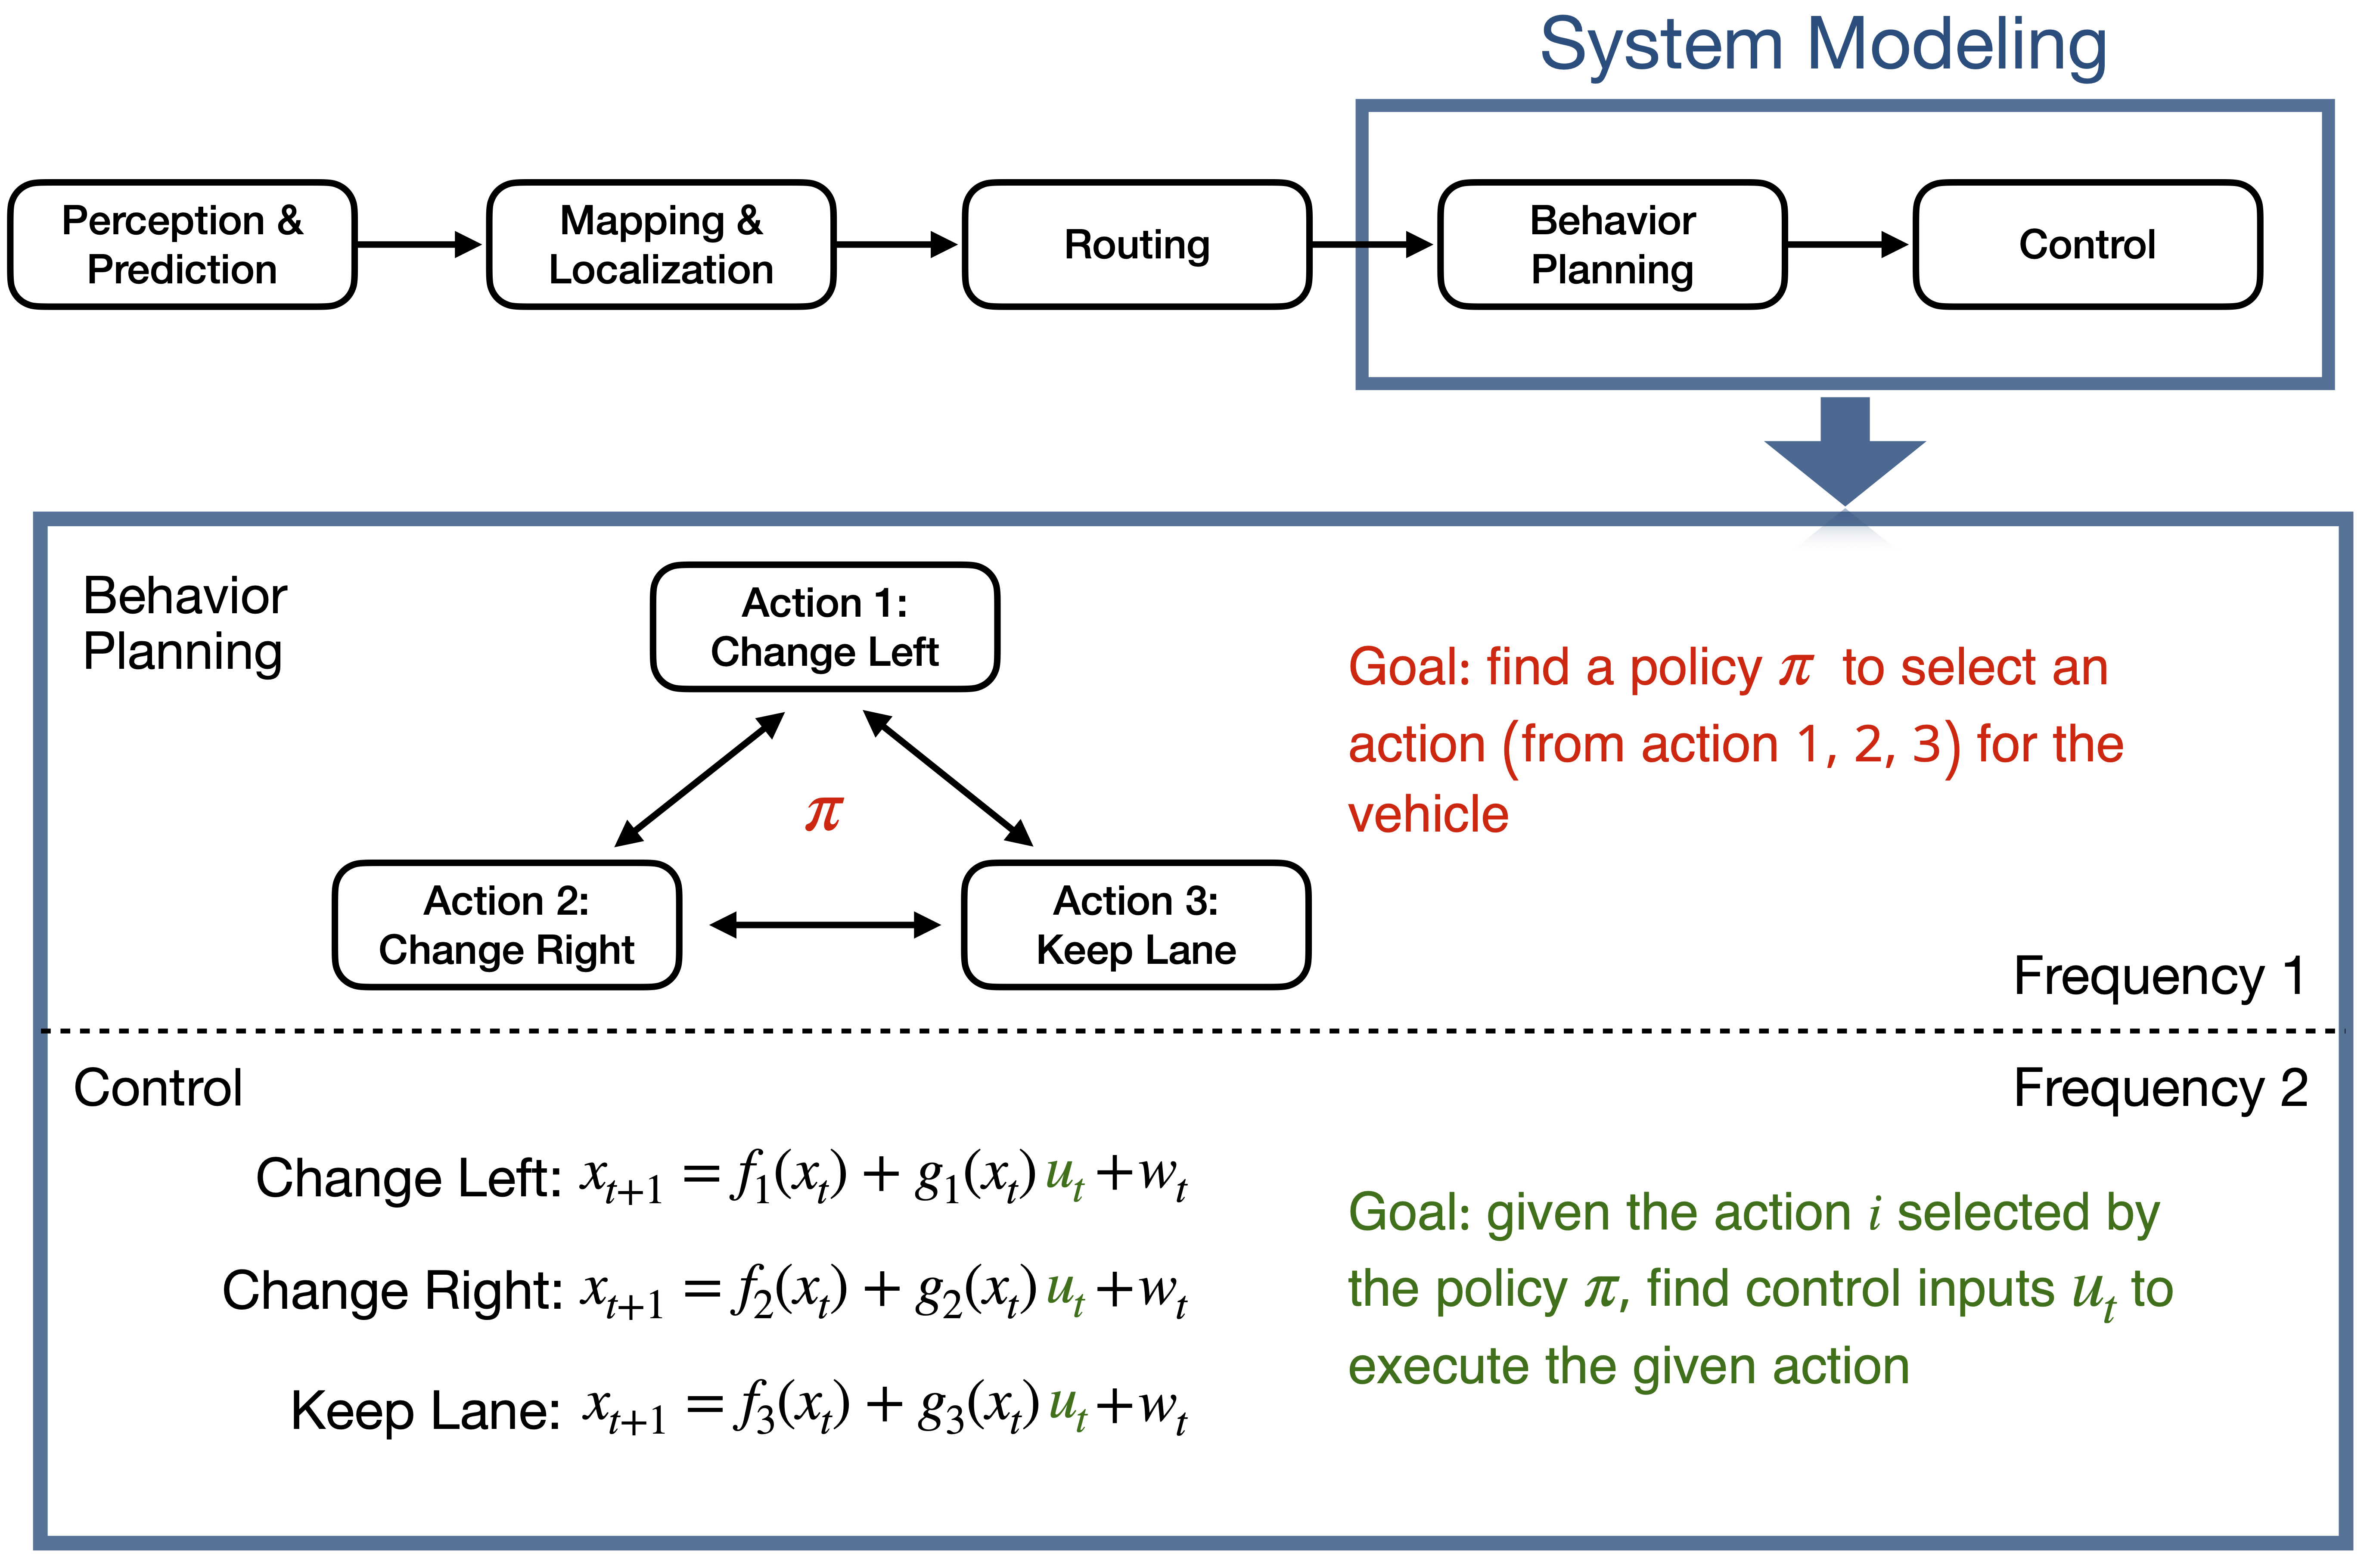 System Modeling
Perception &
Prediction
Mapping &
Localization
Routing
Behavior
Planning
Control
Behavior
Planning
Action 1:
Change Left
π
Action 2:
Change Right
Action 3:
Keep Lane
Goal: find a policy π to select an
action (from action 1, 2, 3) for the
vehicle
Frequency 1
Control
Frequency 2
Change Left: x_{t+1} = f_1(x_t) + g_1(x_t) u_t + w_t
Change Right: x_{t+1} = f_2(x_t) + g_2(x_t) u_t + w_t
Keep Lane: x_{t+1} = f_3(x_t) + g_3(x_t) u_t + w_t
Goal: given the action i selected by
the policy π, find control inputs u_t to
execute the given action